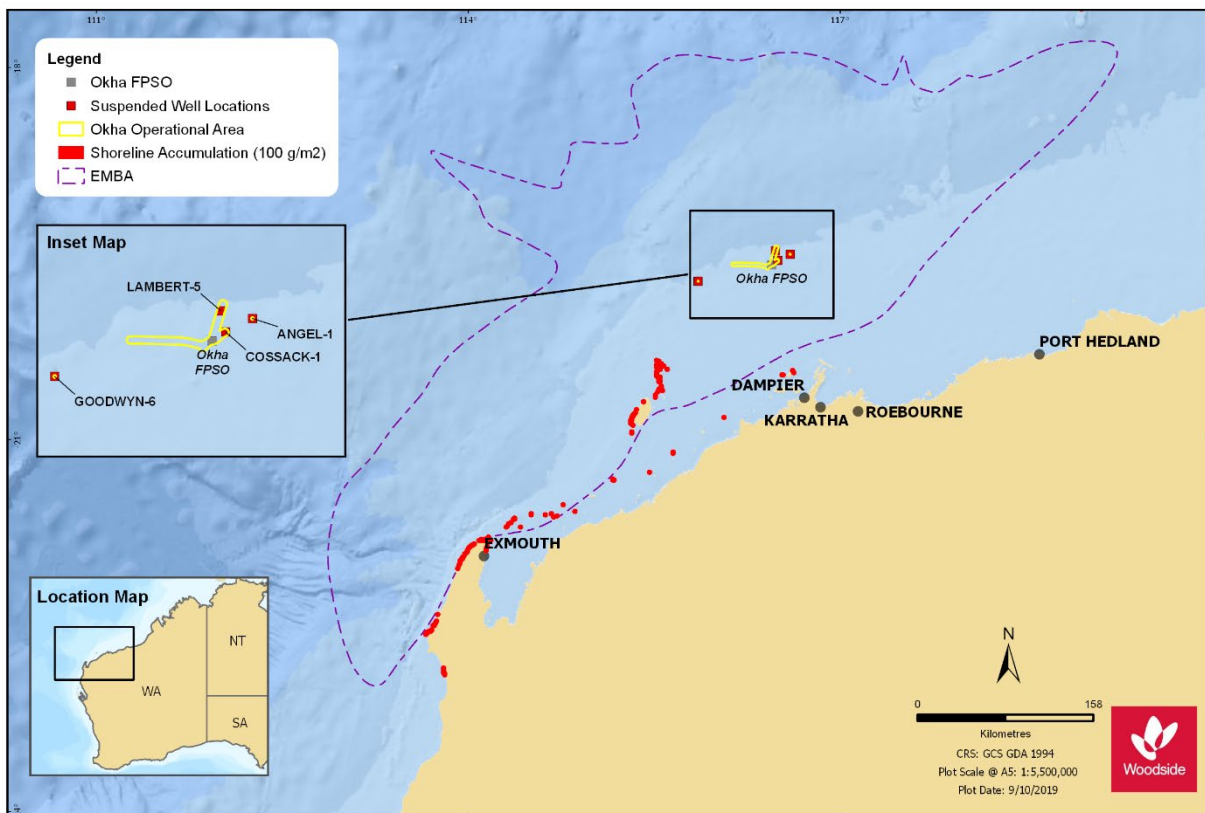 111°
114°
117°
18°
21°
24°
Legend
Okha FPSO
Suspended Well Locations
Okha Operational Area
Shoreline Accumulation (100 g/m2)
EMBA
Inset Map
LAMBERT-5
ANGEL-1
COSSACK-1
Okha
FPSO
GOODWYN-6
Okha FPSO
PORT HEDLAND
DAMPIER
KARRATHA
ROEBOURNE
EXMOUTH
Location Map
NT
WA
SA
N
0 158
Kilometres
CRS: GCS GDA 1994
Plot Scale @ A5: 1:5,500,000
Plot Date: 9/10/2019
Woodside